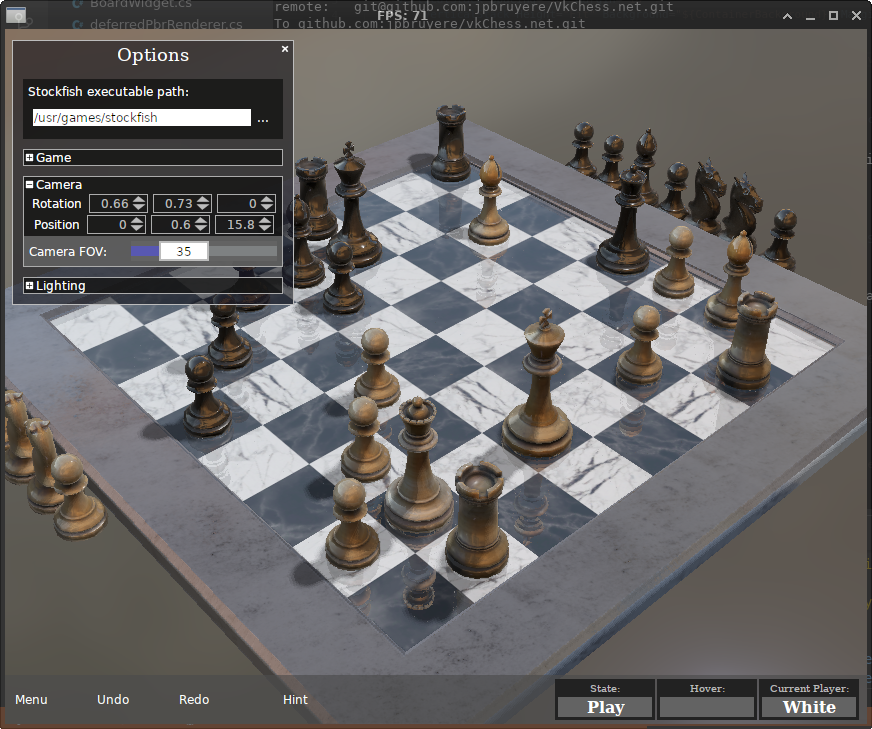 BoardWidget.cs
remote: git@github.com:jpbruyere/VkChess.net.git
FPS: 71
deferredPbrRenderer.cs
To github.com:jpbruyere/vkChess.net.git
Options
Stockfish executable path:
/usr/games/stockfish ...
Game
Camera
Rotation 0.66 0.73 0
Position 0 0.6 15.8
Camera FOV: 35
Lighting
Menu Undo Redo Hint
State: Hover: Current Player:
Play White